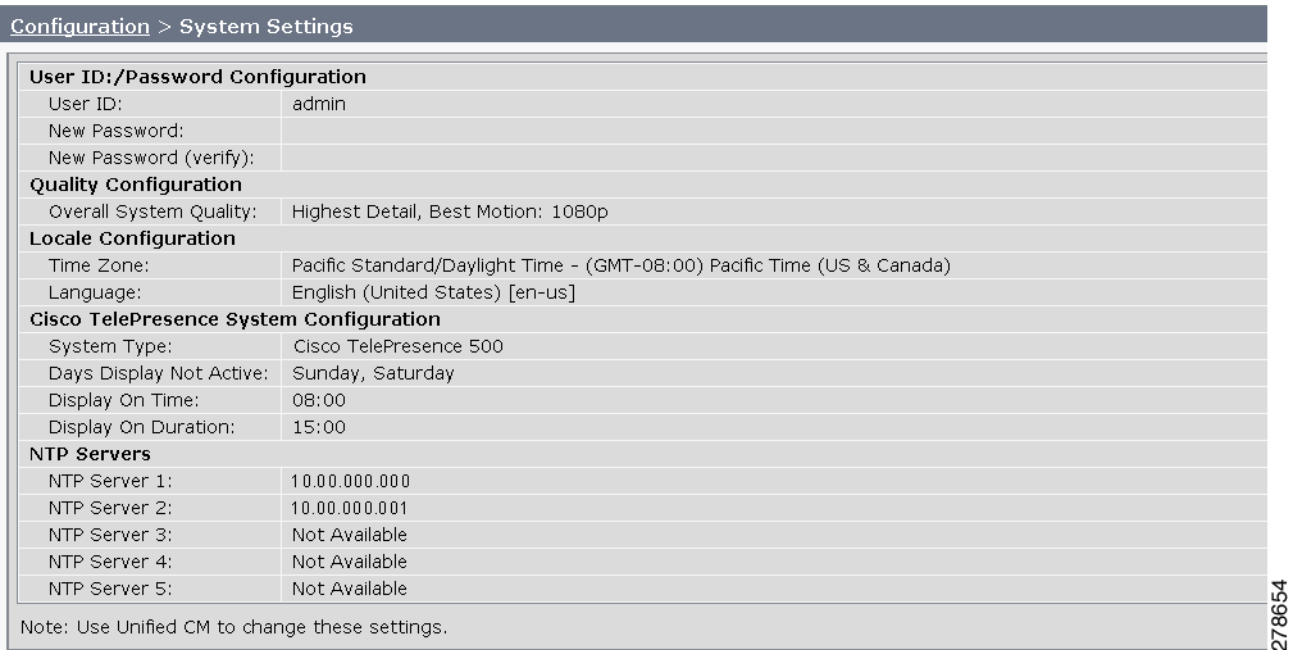 Configuration > System Settings
User ID:/Password Configuration
User ID: admin
New Password:
New Password (verify):
Quality Configuration
Overall System Quality: Highest Detail, Best Motion: 1080p
Locale Configuration
Time Zone: Pacific Standard/Daylight Time - (GMT-08:00) Pacific Time (US & Canada)
Language: English (United States) [en-us]
Cisco TelePresence System Configuration
System Type: Cisco TelePresence 500
Days Display Not Active: Sunday, Saturday
Display On Time: 08:00
Display On Duration: 15:00
NTP Servers
NTP Server 1: 10.00.000.000
NTP Server 2: 10.00.000.001
NTP Server 3: Not Available
NTP Server 4: Not Available
NTP Server 5: Not Available
Note: Use Unified CM to change these settings.
278654